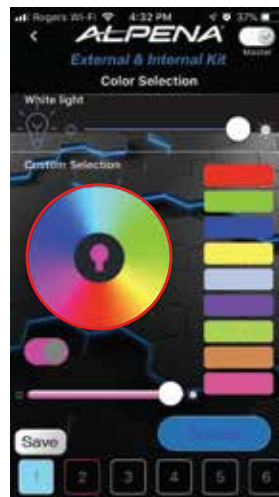 Rogers Wi-Fi 4:32 PM 37%
ALPENA
Master
External & Internal Kit
Color Selection
White light
Custom Selection
Save
1 2 3 4 5 6